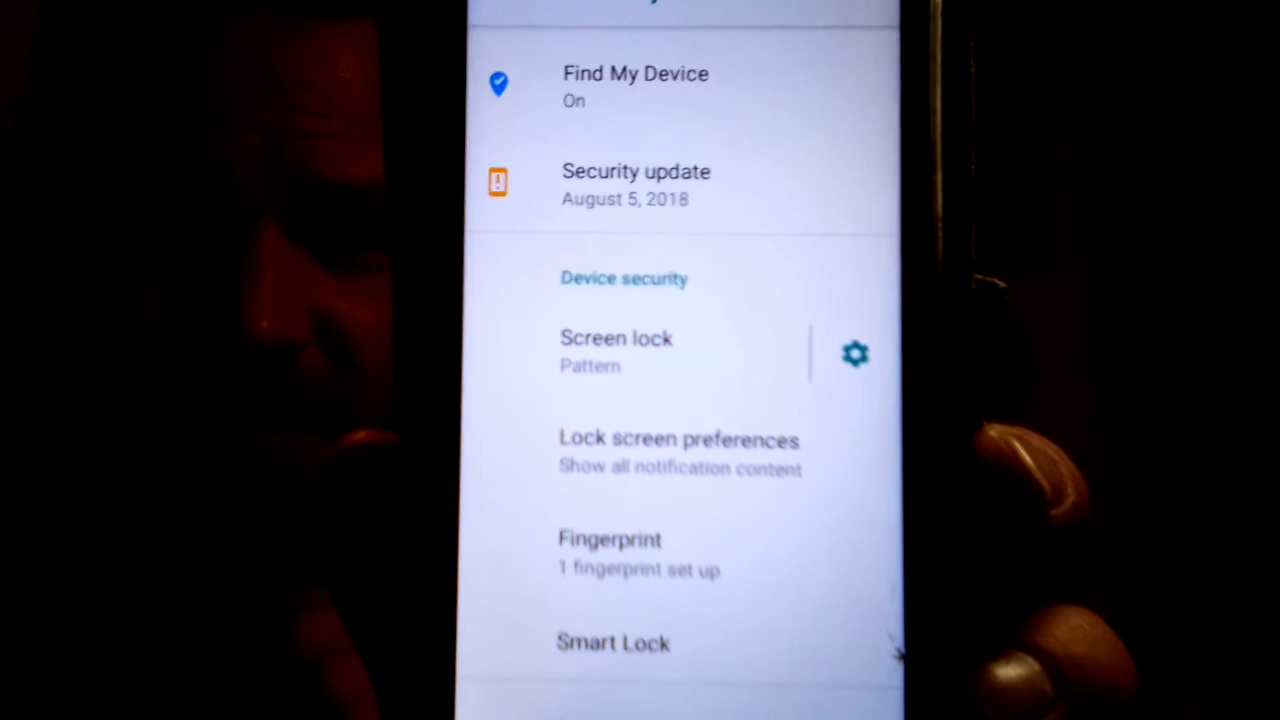 Find My Device
On
Security update
August 5, 2018
Device security
Screen lock
Pattern
Lock screen preferences
Show all notification content
Fingerprint
1 fingerprint set up
Smart Lock